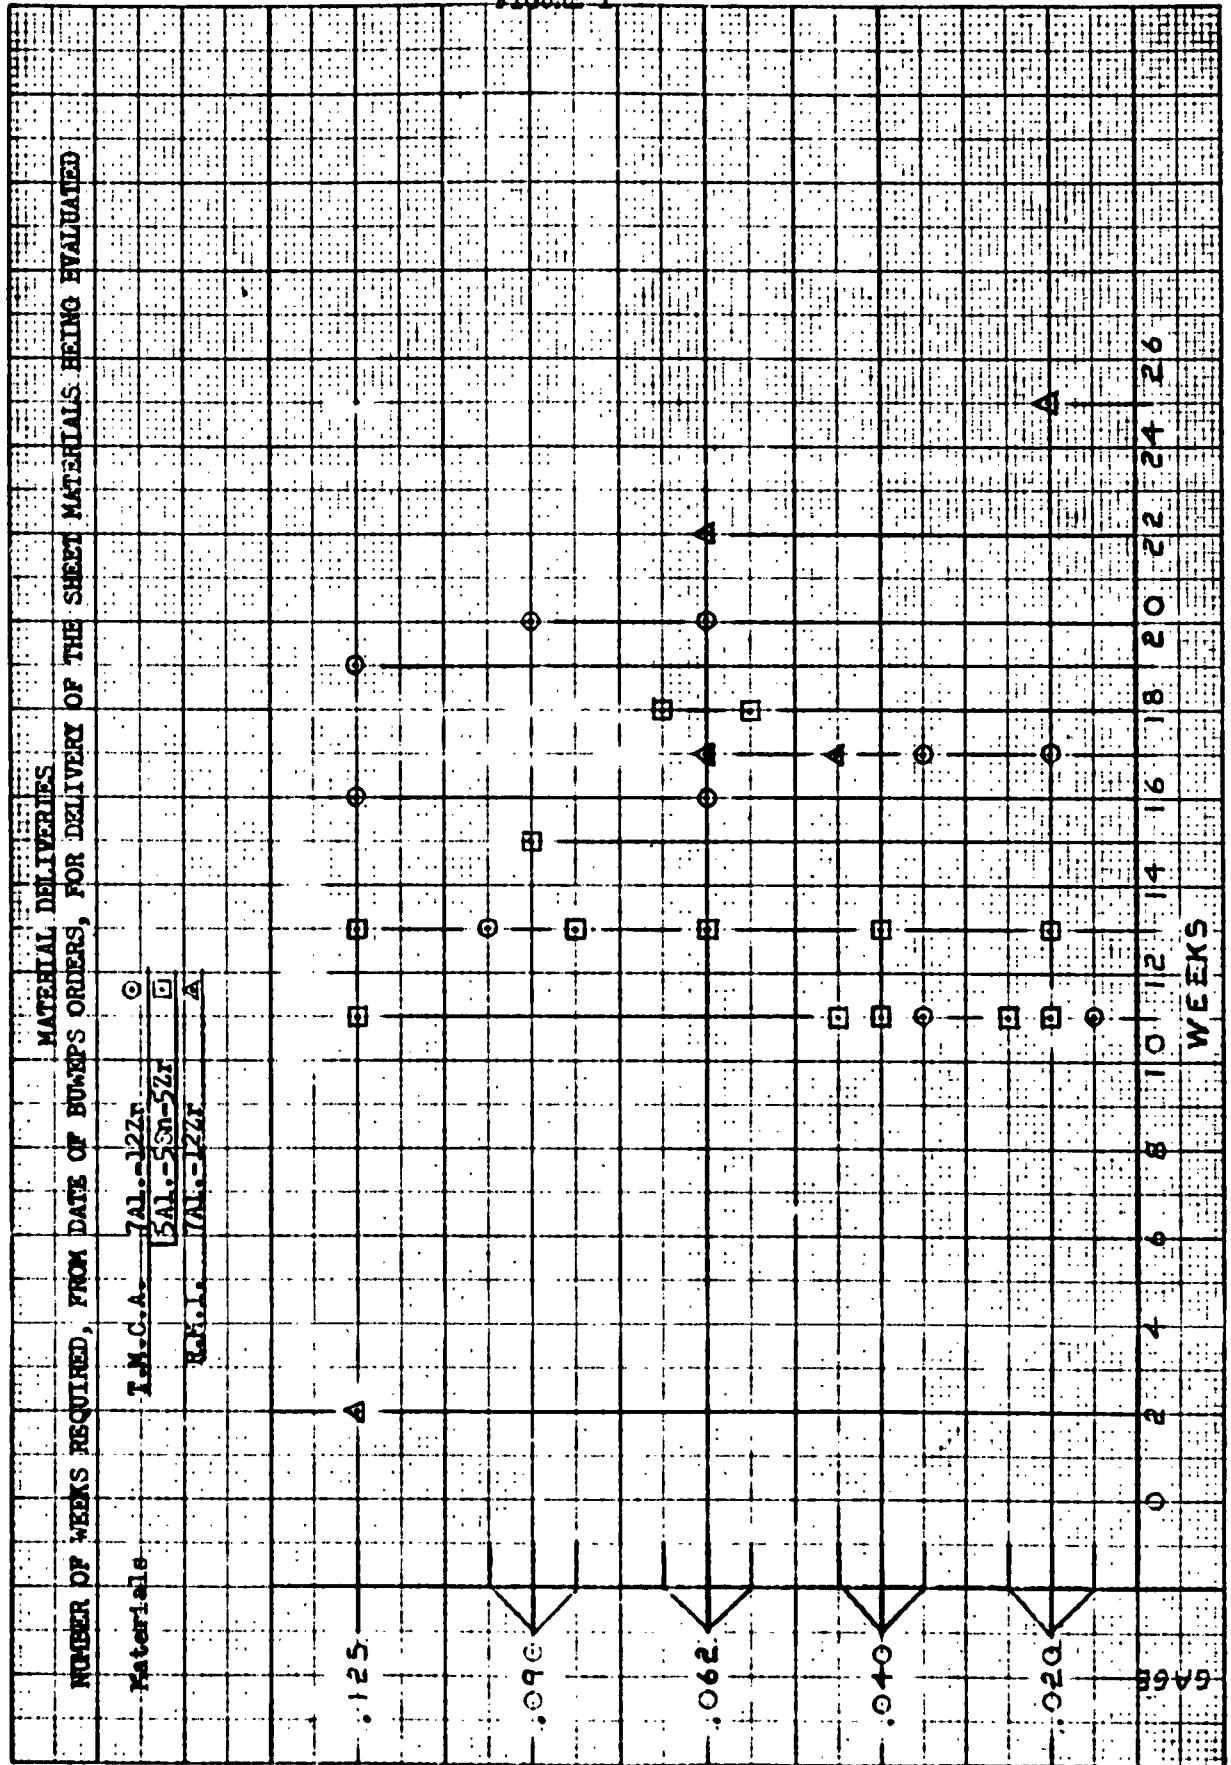 MATERIAL DELIVERIES
NUMBER OF WEEKS REQUIRED, FROM DATE OF BUWEPS ORDERS, FOR DELIVERY OF THE SHEET MATERIALS BEING EVALUATED
Materials T.M.C.A. 7Al.-12Zr
5Al.-5Sn-5Zr
R.M.I. 7Al.-12Zr
.125
.090
.062
.040
.020
GAGE
0 2 4 6 8 10 12 14 16 18 20 22 24 26
WEEKS